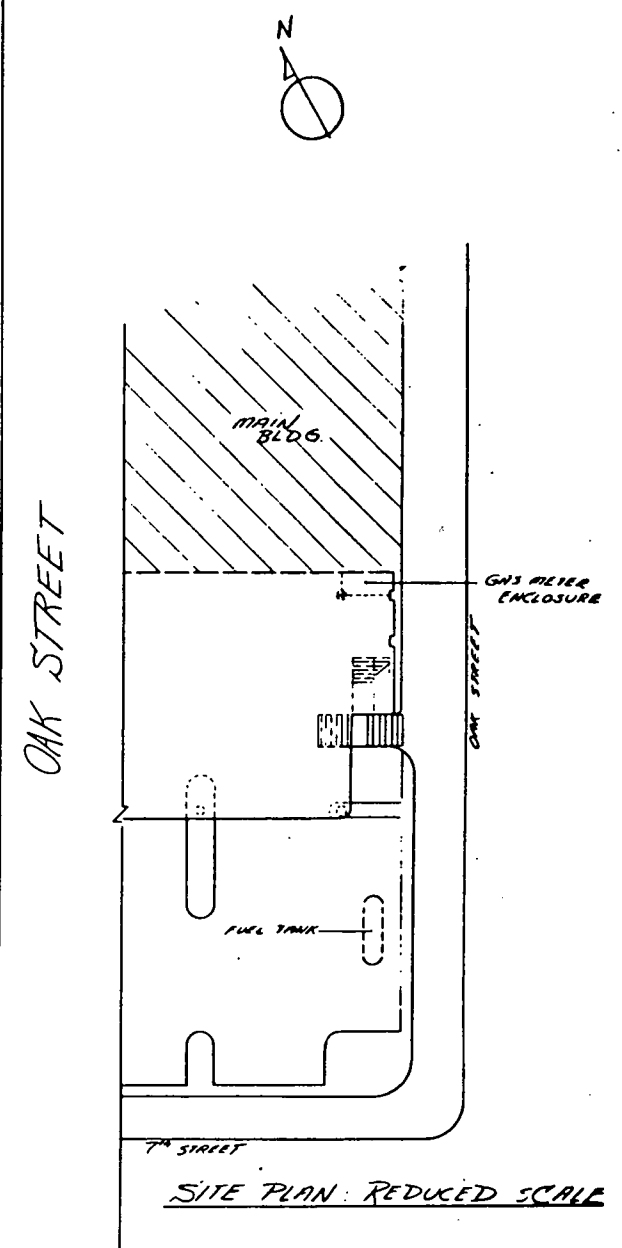 N
MAIN
BLDG.
GAS METER
ENCLOSURE
OAK STREET
OAK STREET
FUEL TANK
7TH STREET
SITE PLAN: REDUCED SCALE